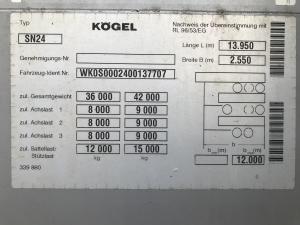 Typ
KÖGEL
Nachweis der Übereinstimmung mit
RL 96/53/EG
SN24
Länge L (m) 13.950
Genehmigungs-Nr
Breite B (m) 2.550
Fahrzeug-Ident Nr. WK0S0002400137707
zul. Gesamtgewicht 36 000 42 000
zul. Achslast 1 8 000 9 000
zul. Achslast 2 8 000 9 000
zul. Achslast 3 8 000 9 000
zul. Sattellast/ 12 000 15 000
Stützlast kg kg
b
b (m) b (m)
12.000
339 880